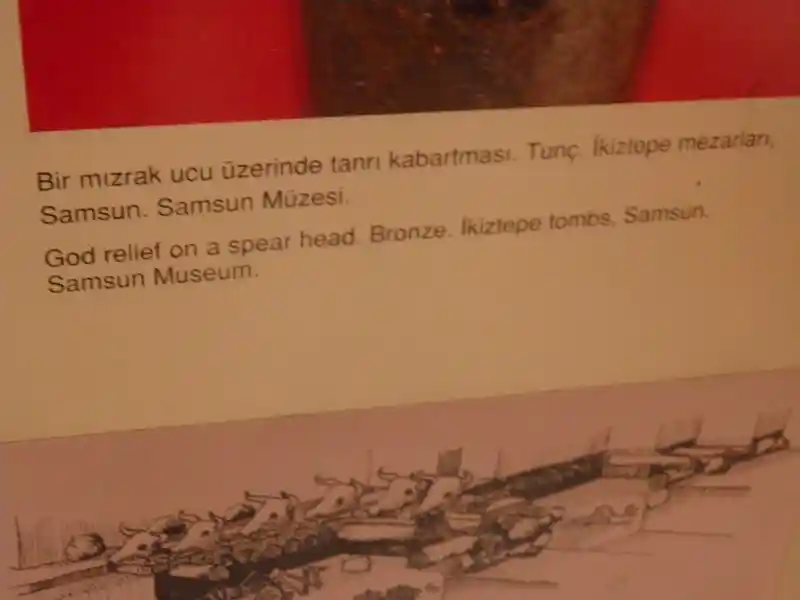 Bir mızrak ucu üzerinde tanrı kabartması. Tunç. İkiztepe mezarları,
Samsun. Samsun Müzesi.
God relief on a spear head. Bronze. İkiztepe tombs, Samsun.
Samsun Museum.